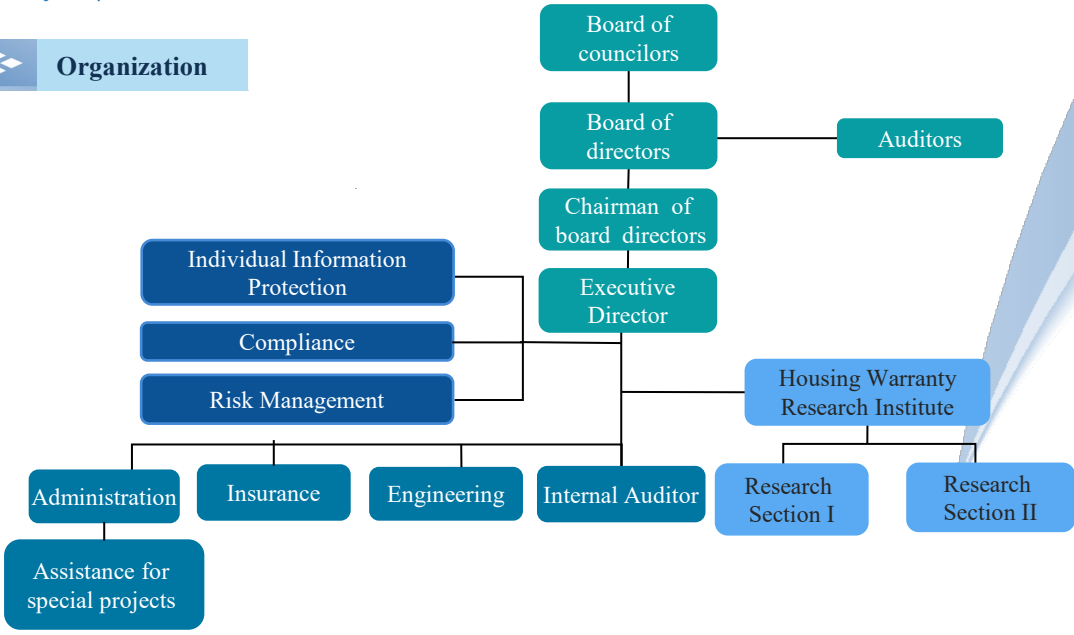 Organization
Board of
councilors
Board of
directors
Auditors
Chairman of
board directors
Individual Information
Protection
Executive
Director
Compliance
Risk Management
Housing Warranty
Research Institute
Administration
Insurance
Engineering
Internal Auditor
Research
Section I
Research
Section II
Assistance for
special projects